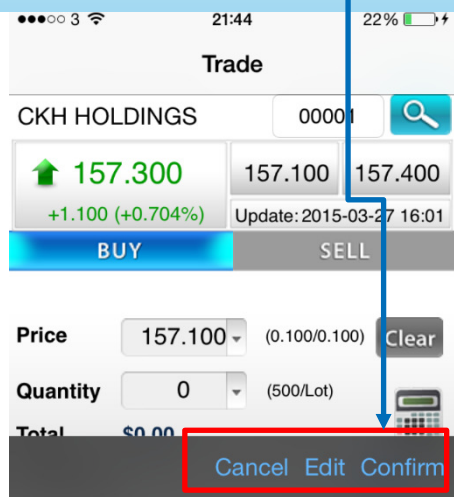 3 21:44 22%
Trade
CKH HOLDINGS 00001
157.300 157.100 157.400
+1.100 (+0.704%) Update: 2015-03-27 16:01
BUY SELL
Price 157.100 (0.100/0.100) Clear
Quantity 0 (500/Lot)
Total $0.00
Cancel Edit Confirm